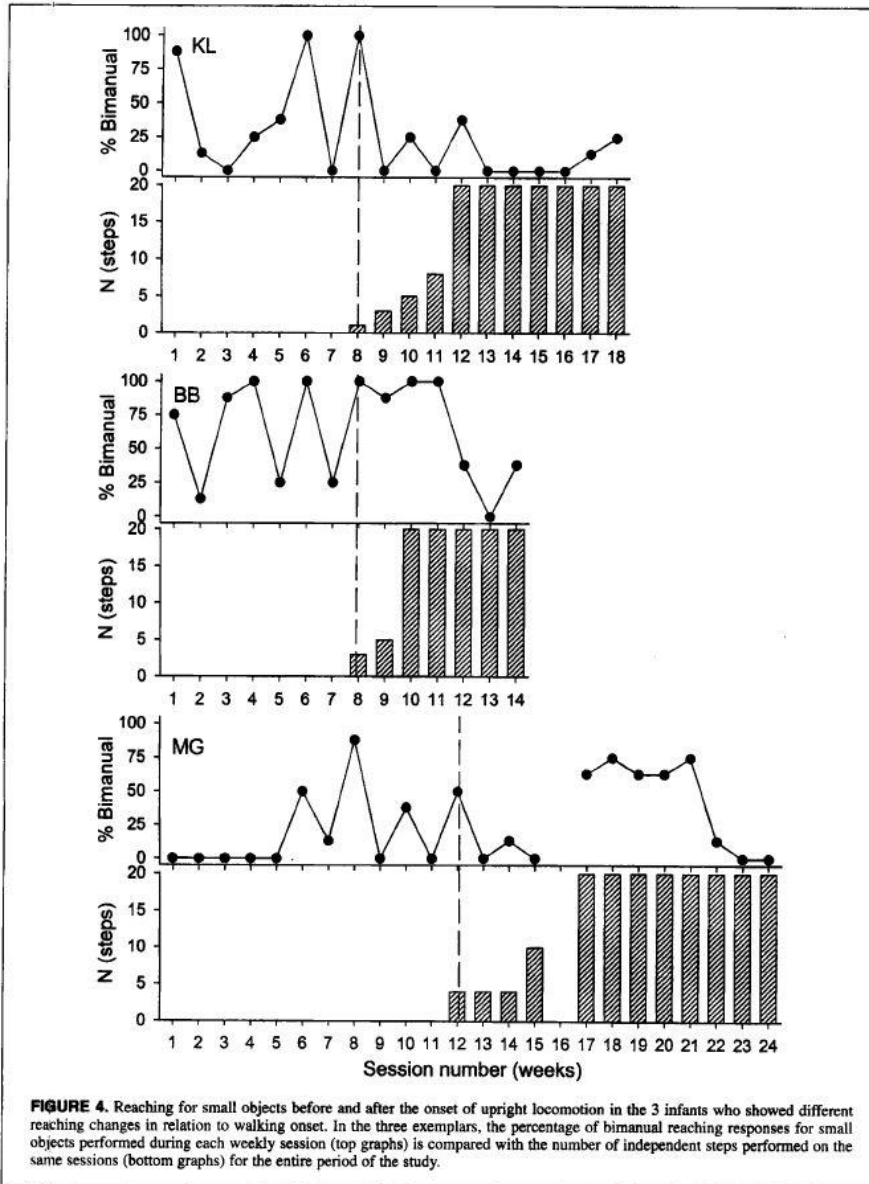 KL
% Bimanual
100
75
50
25
0
N (steps)
20
15
10
5
0
1 2 3 4 5 6 7 8 9 10 11 12 13 14 15 16 17 18
BB
% Bimanual
100
75
50
25
0
N (steps)
20
15
10
5
0
1 2 3 4 5 6 7 8 9 10 11 12 13 14
MG
% Bimanual
100
75
50
25
0
N (steps)
20
15
10
5
0
1 2 3 4 5 6 7 8 9 10 11 12 13 14 15 16 17 18 19 20 21 22 23 24
Session number (weeks)
FIGURE 4. Reaching for small objects before and after the onset of upright locomotion in the 3 infants who showed different
reaching changes in relation to walking onset. In the three exemplars, the percentage of bimanual reaching responses for small
objects performed during each weekly session (top graphs) is compared with the number of independent steps performed on the
same sessions (bottom graphs) for the entire period of the study.